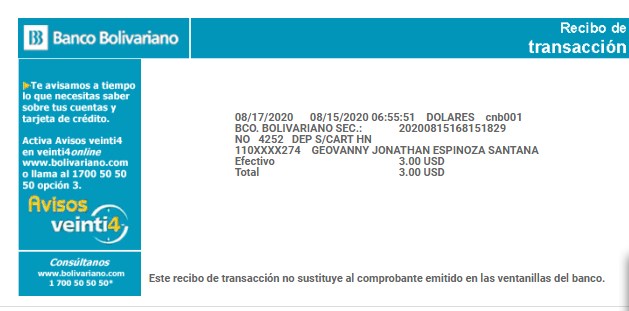 Banco Bolivariano
Recibo de
transacción
Te avisamos a tiempo
lo que necesitas saber
sobre tus cuentas y
tarjeta de crédito.
Activa Avisos veinti4
en veinti4online
www.bolivariano.com
o llama al 1700 50 50
50 opción 3.
Avisos
veinti4
Consúltanos
www.bolivariano.com
1 700 50 50 50*
08/17/2020 08/15/2020 06:55:51 DOLARES cnb001
BCO. BOLIVARIANO SEC.: 20200815168151829
NO 4252 DEP S/CART HN
110XXXX274 GEOVANNY JONATHAN ESPINOZA SANTANA
Efectivo 3.00 USD
Total 3.00 USD
Este recibo de transacción no sustituye al comprobante emitido en las ventanillas del banco.